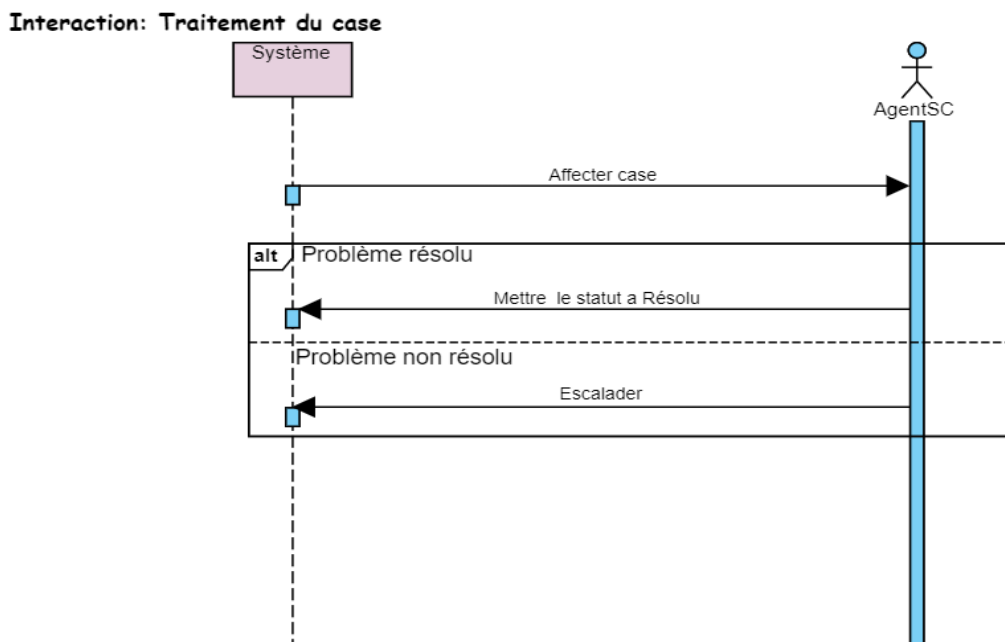 Interaction: Traitement du case
Système
AgentSC
Affecter case
alt Problème résolu
Mettre le statut a Résolu
Problème non résolu
Escalader